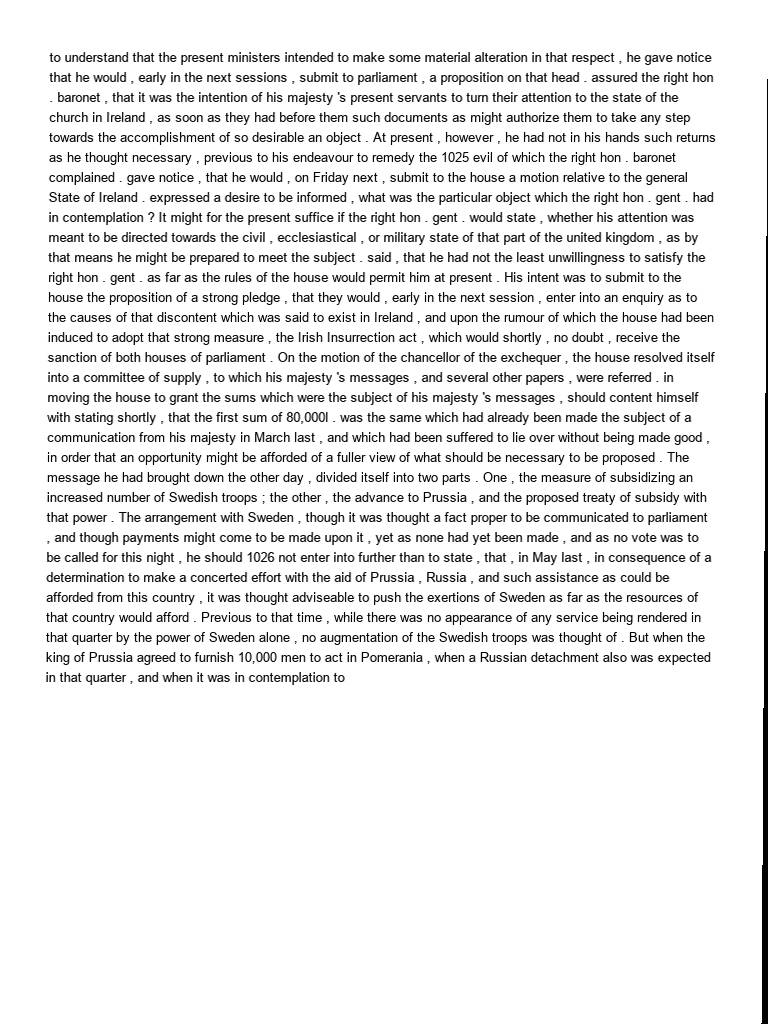 to understand that the present ministers intended to make some material alteration in that respect , he gave notice
that he would , early in the next sessions , submit to parliament , a proposition on that head . assured the right hon
. baronet , that it was the intention of his majesty 's present servants to turn their attention to the state of the
church in Ireland , as soon as they had before them such documents as might authorize them to take any step
towards the accomplishment of so desirable an object . At present , however , he had not in his hands such returns
as he thought necessary , previous to his endeavour to remedy the 1025 evil of which the right hon . baronet
complained . gave notice , that he would , on Friday next , submit to the house a motion relative to the general
State of Ireland . expressed a desire to be informed , what was the particular object which the right hon . gent . had
in contemplation ? It might for the present suffice if the right hon . gent . would state , whether his attention was
meant to be directed towards the civil , ecclesiastical , or military state of that part of the united kingdom , as by
that means he might be prepared to meet the subject . said , that he had not the least unwillingness to satisfy the
right hon . gent . as far as the rules of the house would permit him at present . His intent was to submit to the
house the proposition of a strong pledge , that they would , early in the next session , enter into an enquiry as to
the causes of that discontent which was said to exist in Ireland , and upon the rumour of which the house had been
induced to adopt that strong measure , the Irish Insurrection act , which would shortly , no doubt , receive the
sanction of both houses of parliament . On the motion of the chancellor of the exchequer , the house resolved itself
into a committee of supply , to which his majesty 's messages , and several other papers , were referred . in
moving the house to grant the sums which were the subject of his majesty 's messages , should content himself
with stating shortly , that the first sum of 80,000l . was the same which had already been made the subject of a
communication from his majesty in March last , and which had been suffered to lie over without being made good ,
in order that an opportunity might be afforded of a fuller view of what should be necessary to be proposed . The
message he had brought down the other day , divided itself into two parts . One , the measure of subsidizing an
increased number of Swedish troops ; the other , the advance to Prussia , and the proposed treaty of subsidy with
that power . The arrangement with Sweden , though it was thought a fact proper to be communicated to parliament
, and though payments might come to be made upon it , yet as none had yet been made , and as no vote was to
be called for this night , he should 1026 not enter into further than to state , that , in May last , in consequence of a
determination to make a concerted effort with the aid of Prussia , Russia , and such assistance as could be
afforded from this country , it was thought adviseable to push the exertions of Sweden as far as the resources of
that country would afford . Previous to that time , while there was no appearance of any service being rendered in
that quarter by the power of Sweden alone , no augmentation of the Swedish troops was thought of . But when the
king of Prussia agreed to furnish 10,000 men to act in Pomerania , when a Russian detachment also was expected
in that quarter , and when it was in contemplation to